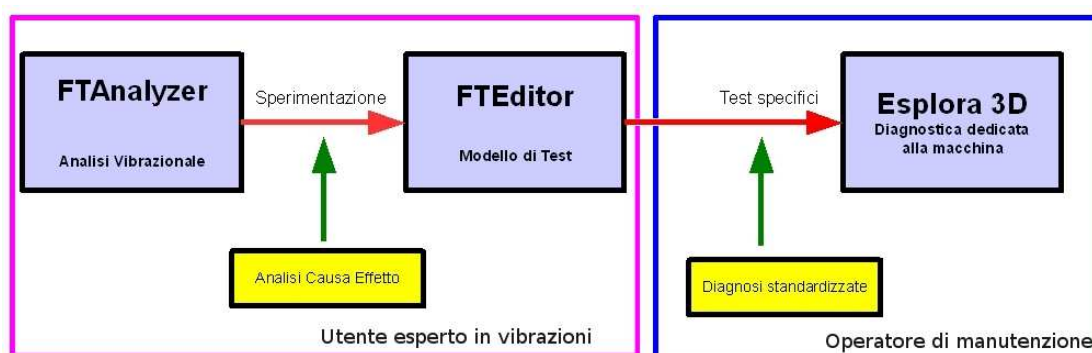 FTAnalyzer
Analisi Vibrazionale
Sperimentazione
Analisi Causa Effetto
FTEditor
Modello di Test
Utente esperto in vibrazioni
Test specifici
Diagnosi standardizzate
Esplora 3D
Diagnostica dedicata
alla macchina
Operatore di manutenzione